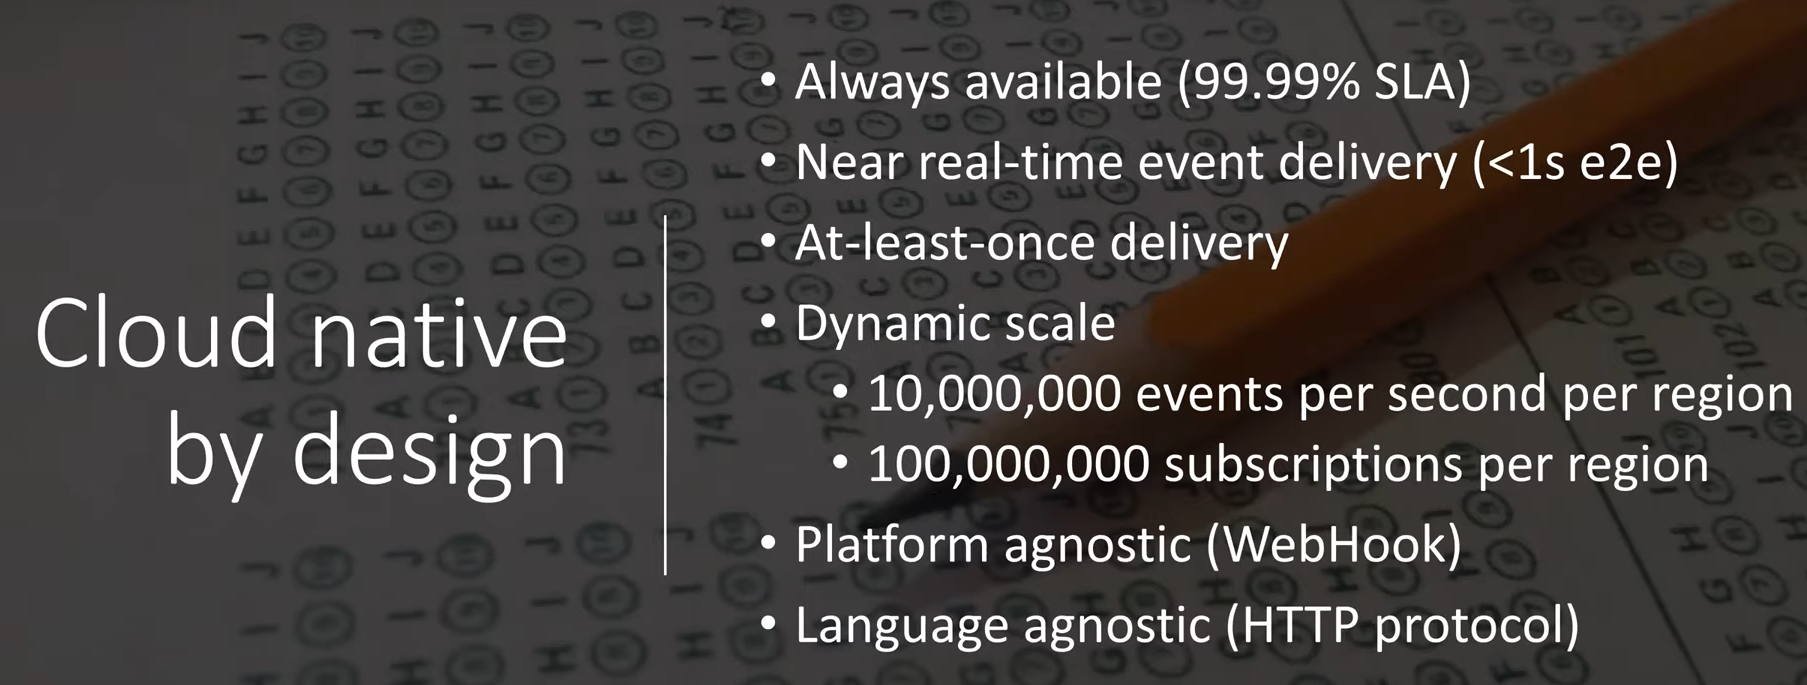 Cloud native
by design
• Always available (99.99% SLA)
• Near real-time event delivery (<1s e2e)
• At-least-once delivery
• Dynamic scale
• 10,000,000 events per second per region
• 100,000,000 subscriptions per region
• Platform agnostic (WebHook)
• Language agnostic (HTTP protocol)